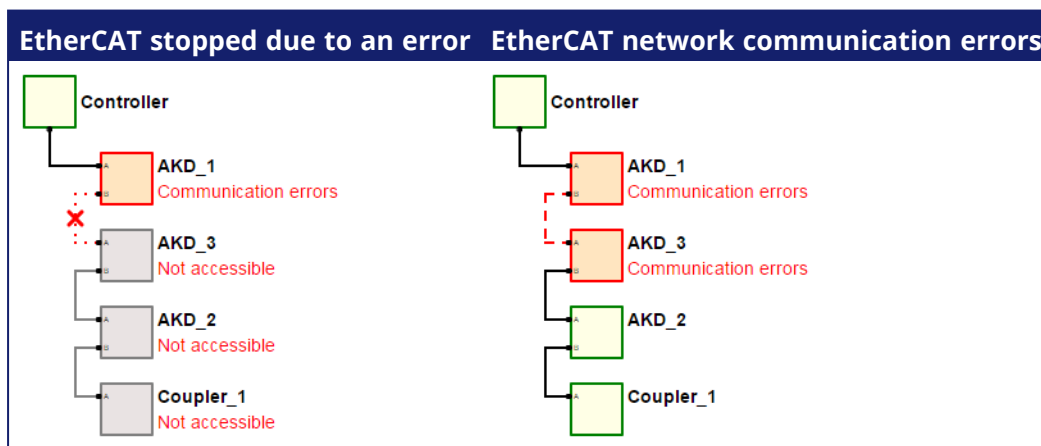 EtherCAT stopped due to an error
EtherCAT network communication errors
Controller
A
AKD_1
Communication errors
B
A
AKD_3
Not accessible
B
A
AKD_2
Not accessible
B
A
Coupler_1
Not accessible
Controller
A
AKD_1
Communication errors
B
A
AKD_3
Communication errors
B
A
AKD_2
B
A
Coupler_1